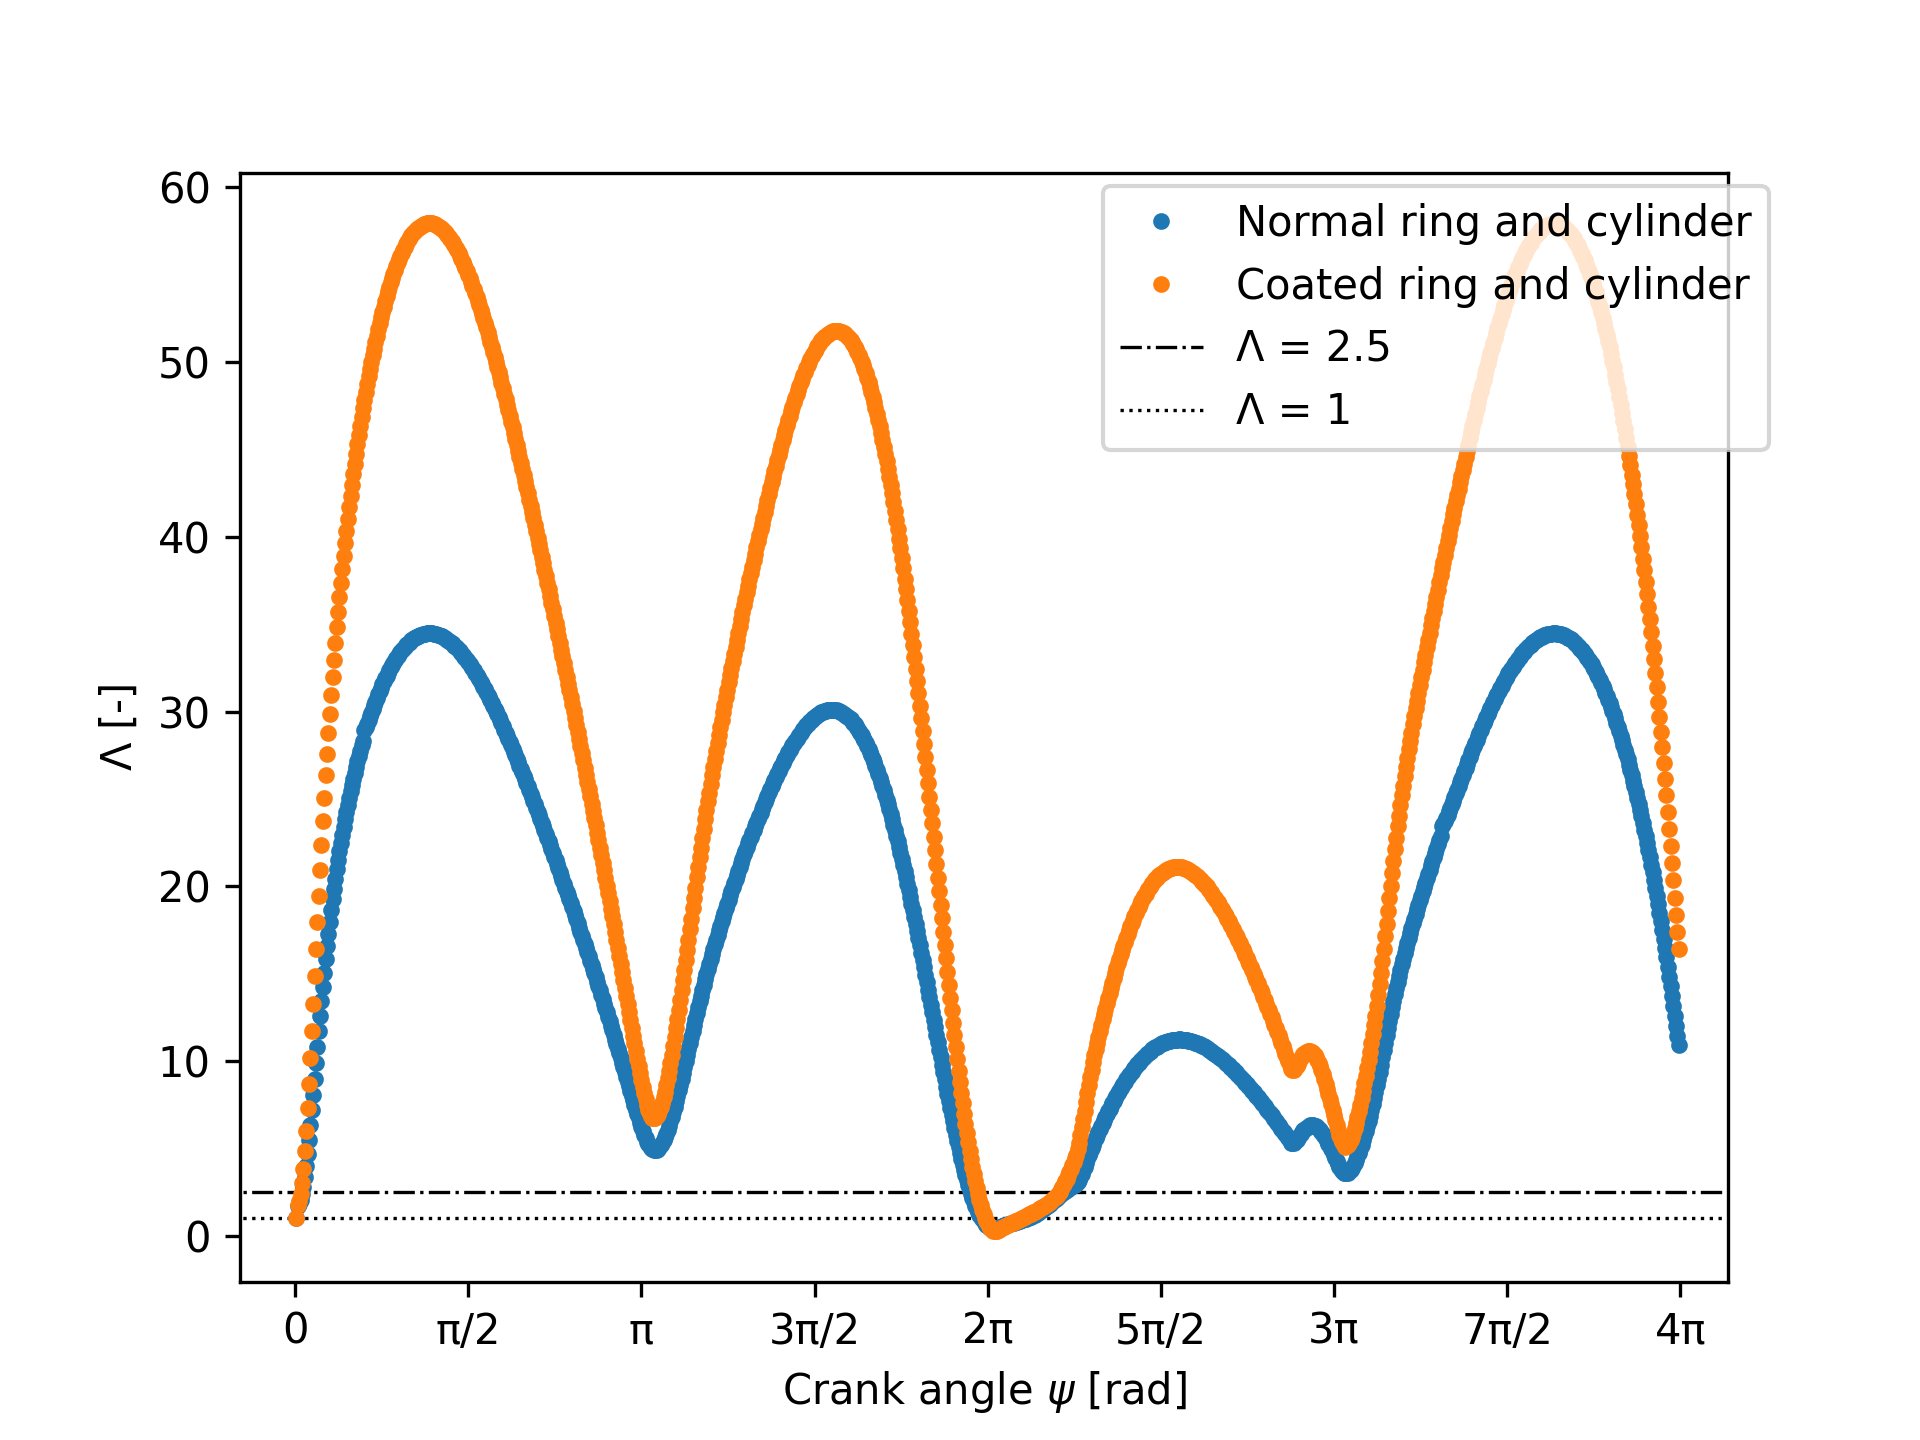 60
50
40
30
20
10
0
Λ [-]
Normal ring and cylinder
Coated ring and cylinder
Λ = 2.5
Λ = 1
0 π/2 π 3π/2 2π 5π/2 3π 7π/2 4π
Crank angle ψ [rad]